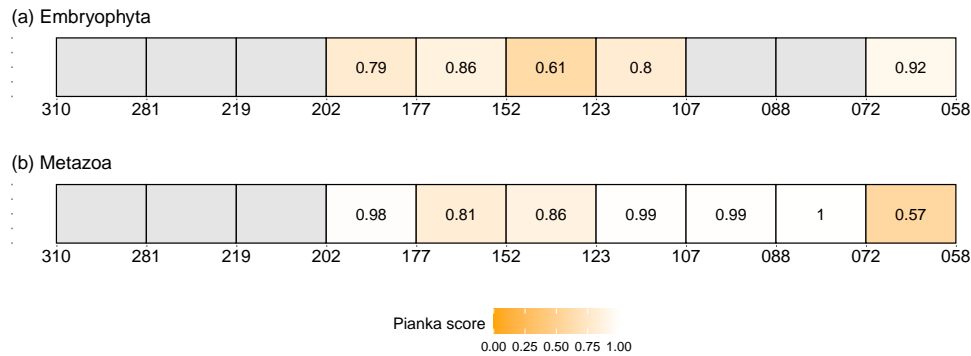 (a) Embryophyta
0.79 0.86 0.61 0.8 0.92
310 281 219 202 177 152 123 107 088 072 058
(b) Metazoa
0.98 0.81 0.86 0.99 0.99 1 0.57
310 281 219 202 177 152 123 107 088 072 058
Pianka score
0.00 0.25 0.50 0.75 1.00